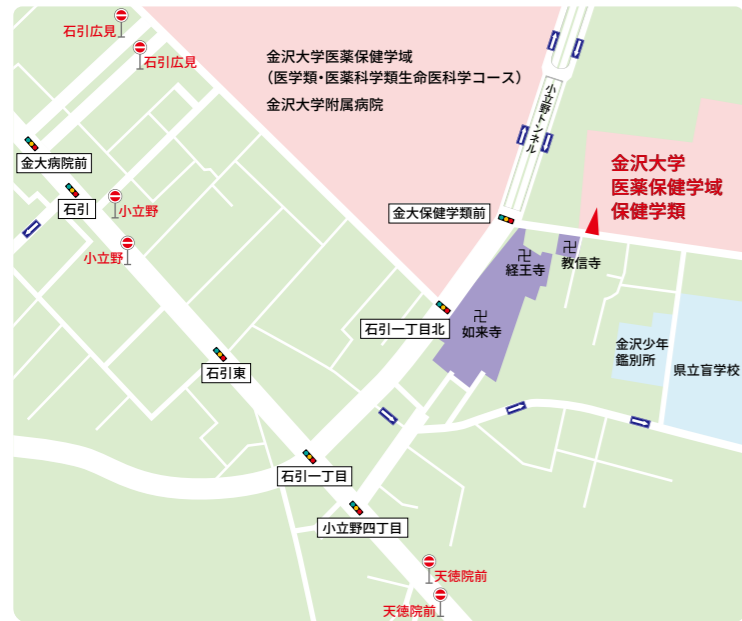 石引広見
石引広見
金沢大学医薬保健学域
（医学類・医薬科学類生命医科学コース）
金沢大学附属病院
小立野トンネル
金大病院前
石引
小立野
小立野
金沢大学
医薬保健学域
保健学類
金大保健学類前
卍
経王寺
卍
教信寺
石引一丁目北
卍
如来寺
金沢少年
鑑別所
県立盲学校
石引東
石引一丁目
小立野四丁目
天徳院前
天徳院前